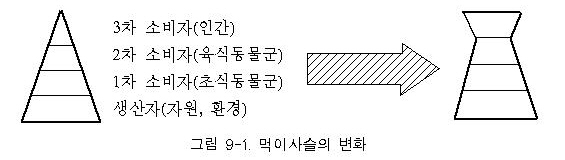 3차 소비자(인간)
2차 소비자(육식동물군)
1차 소비자(초식동물군)
생산자(자원, 환경)
그림 9-1. 먹이사슬의 변화